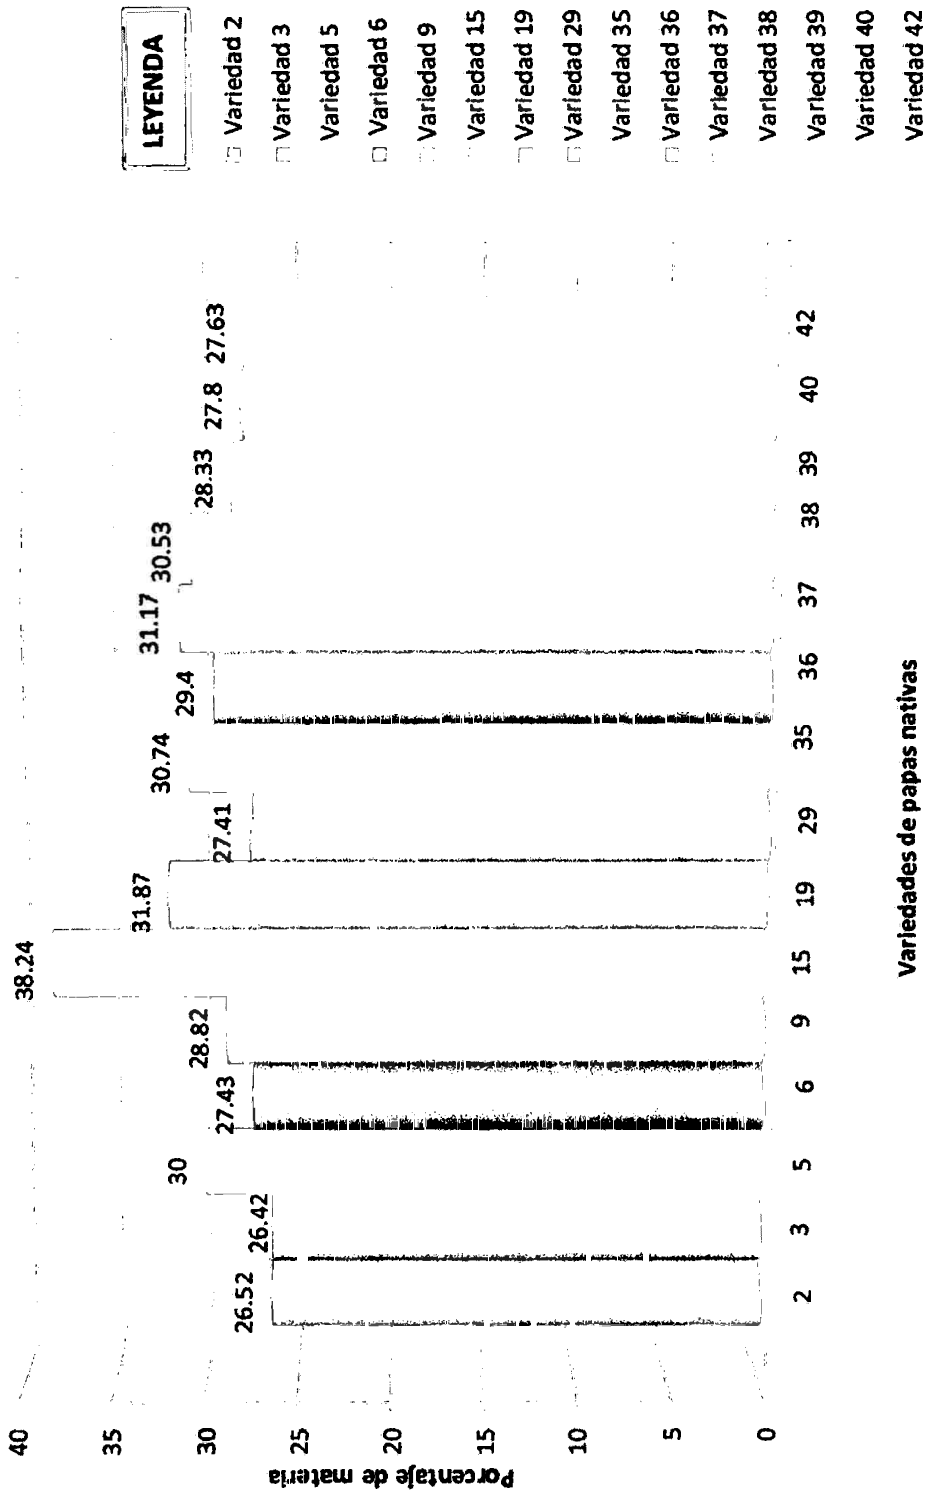 LEYENDA
Variedad 2
Variedad 3
Variedad 5
Variedad 6
Variedad 9
Variedad 15
Variedad 19
Variedad 29
Variedad 35
Variedad 36
Variedad 37
Variedad 38
Variedad 39
Variedad 40
Variedad 42
Porcentaje de materia
40
35
30
25
20
15
10
5
0
26.52
26.42
30
27.43
28.82
38.24
31.87
27.41
30.74
29.4
31.17
30.53
28.33
27.8
27.63
2 3 5 6 9 15 19 29 35 36 37 38 39 40 42
Variedades de papas nativas